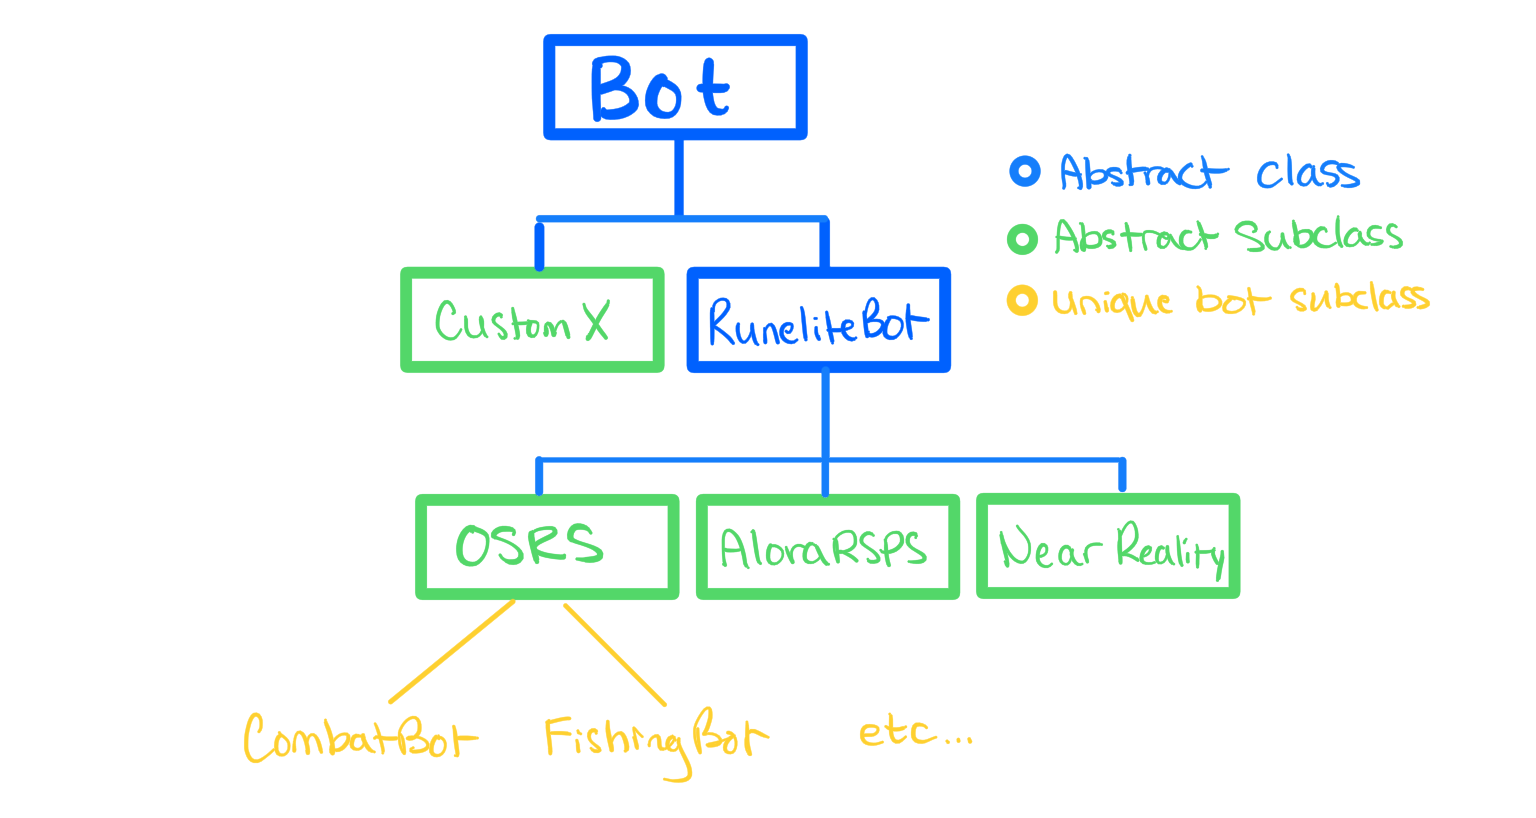 Bot
Abstract class
Abstract Subclass
Unique bot subclass
Custom X
RuneliteBot
OSRS
AloraRSPS
Near Reality
CombatBot
FishingBot
etc...